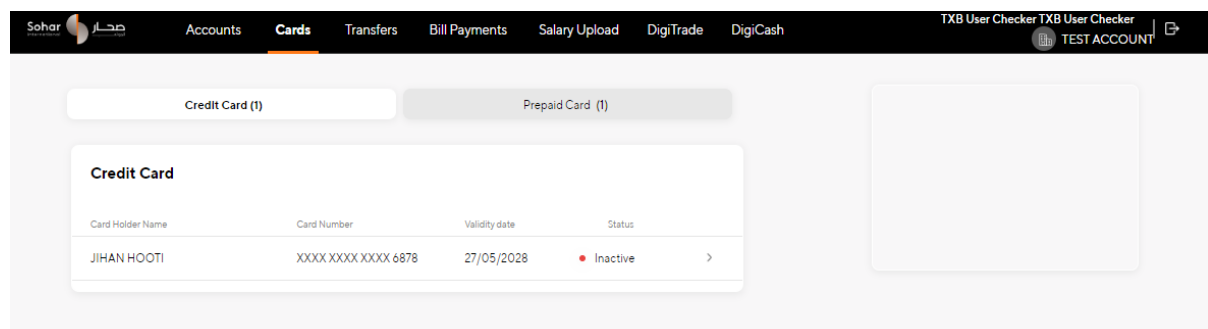 Sohar صحـار
Accounts Cards Transfers Bill Payments Salary Upload DigiTrade DigiCash
TXB User Checker TXB User Checker
TEST ACCOUNT
Credit Card (1) Prepaid Card (1)
Credit Card
Card Holder Name Card Number Validity date Status
JIHAN HOOTI XXXX XXXX XXXX 6878 27/05/2028 Inactive